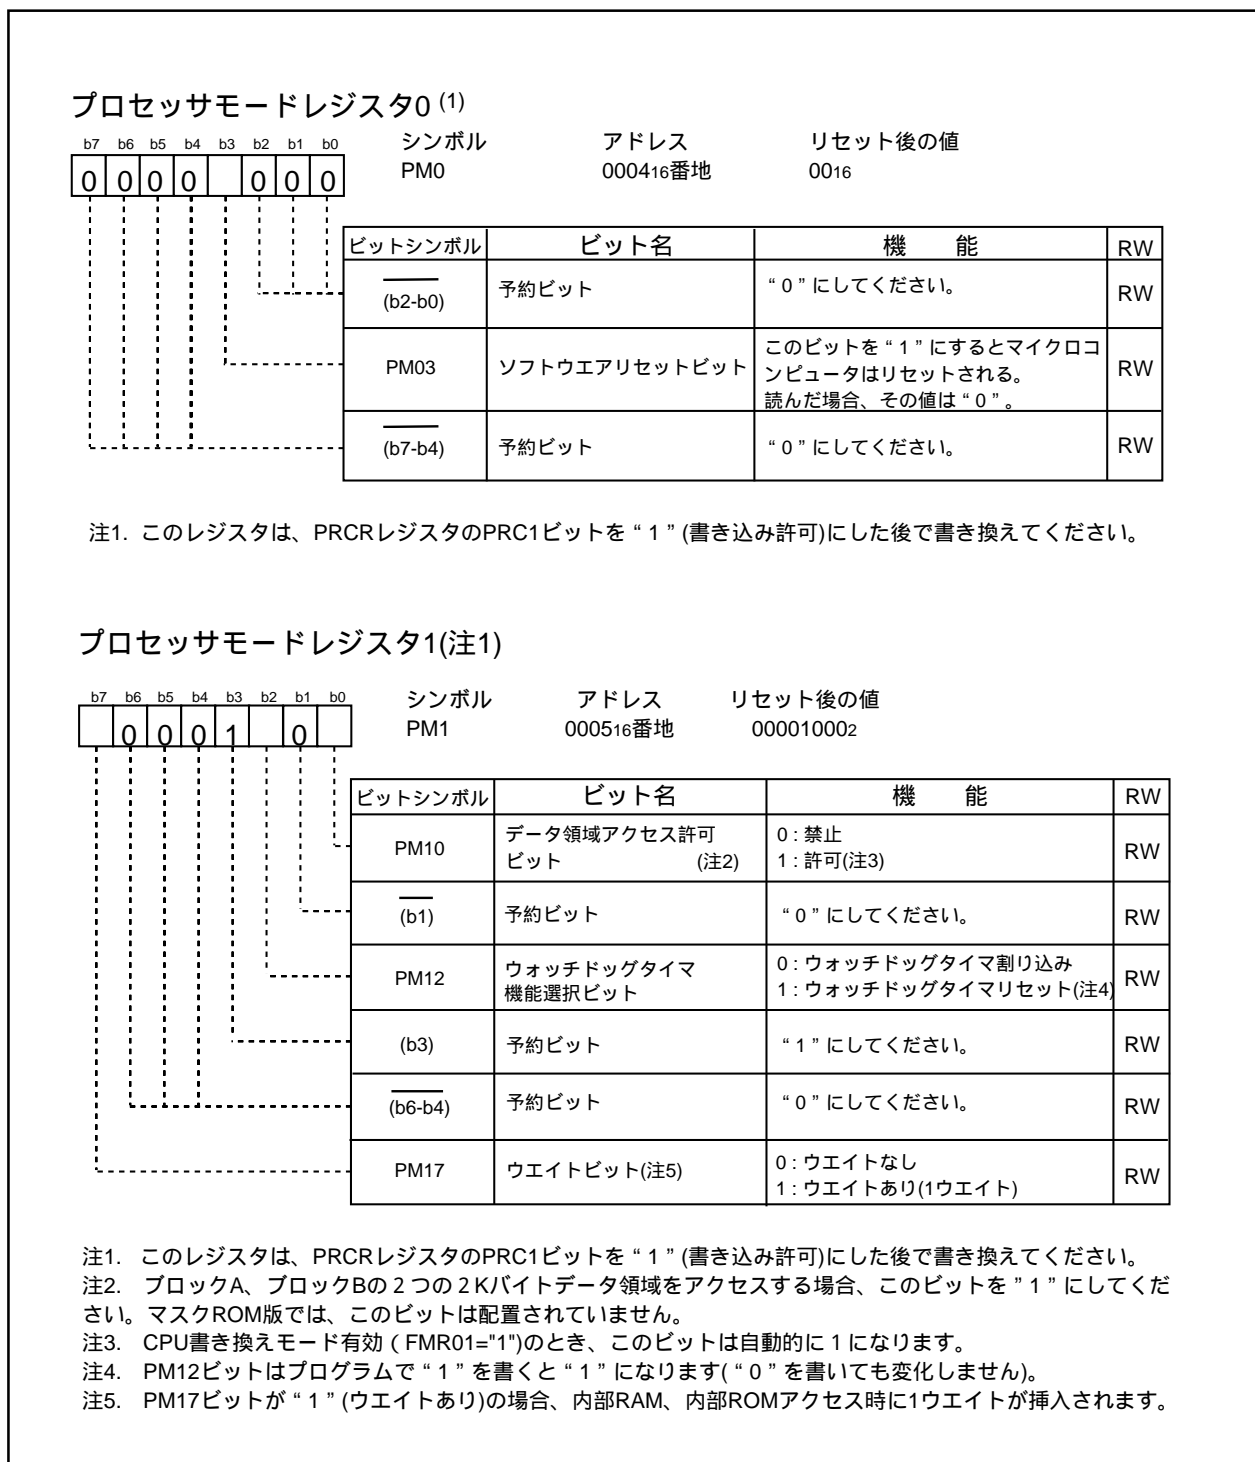 プロセッサモードレジスタ0 (1)
b7 b6 b5 b4 b3 b2 b1 b0
0 0 0 0 0 0 0
シンボル アドレス リセット後の値
PM0 000416番地 0016
ビットシンボル ビット名 機 能 RW
(b2-b0) 予約ビット “0”にしてください。 RW
PM03 ソフトウエアリセットビット このビットを“1”にするとマイクロコ
ンピュータはリセットされる。
読んだ場合、その値は“0”。 RW
(b7-b4) 予約ビット “0”にしてください。 RW
注1. このレジスタは、PRCRレジスタのPRC1ビットを“1”(書き込み許可)にした後で書き換えてください。
プロセッサモードレジスタ1(注1)
b7 b6 b5 b4 b3 b2 b1 b0
0 0 0 1 0
シンボル アドレス リセット後の値
PM1 000516番地 000010002
ビットシンボル ビット名 機 能 RW
PM10 データ領域アクセス許可
ビット (注2) 0 : 禁止
1 : 許可(注3) RW
(b1) 予約ビット “0”にしてください。 RW
PM12 ウォッチドッグタイマ
機能選択ビット 0 : ウォッチドッグタイマ割り込み
1 : ウォッチドッグタイマリセット(注4) RW
(b3) 予約ビット “1”にしてください。 RW
(b6-b4) 予約ビット “0”にしてください。 RW
PM17 ウエイトビット(注5) 0 : ウエイトなし
1 : ウエイトあり(1ウエイト) RW
注1. このレジスタは、PRCRレジスタのPRC1ビットを“1”(書き込み許可)にした後で書き換えてください。
注2. ブロックA、ブロックBの2つの2Kバイトデータ領域をアクセスする場合、このビットを”1”にしてくだ
さい。マスクROM版では、このビットは配置されていません。
注3. CPU書き換えモード有効(FMR01="1")のとき、このビットは自動的に1になります。
注4. PM12ビットはプログラムで“1”を書くと“1”になります(“0”を書いても変化しません)。
注5. PM17ビットが“1”(ウエイトあり)の場合、内部RAM、内部ROMアクセス時に1ウエイトが挿入されます。